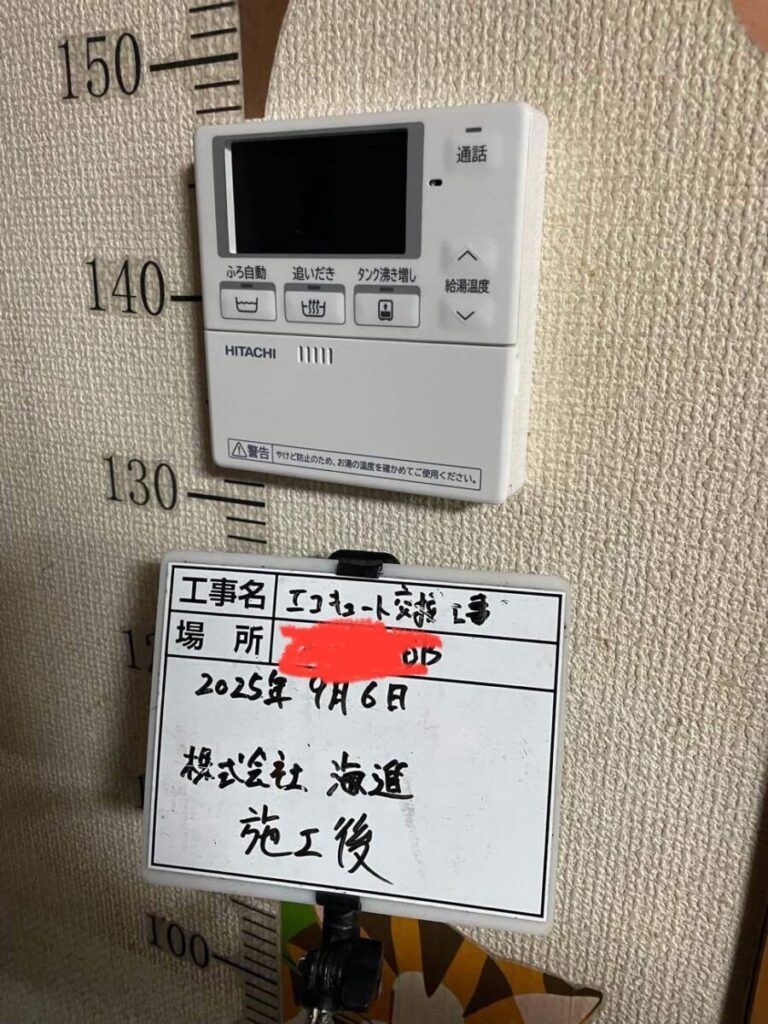 150
通話
ふろ自動 追いだき タンク沸き増し
給湯温度
140
HITACHI
警告 やけど防止のため、お湯の温度を確かめてご使用ください。
130
工事名 エコキュート交換工事
場所
2025年 9月6日
株式会社 海進
施工後
100